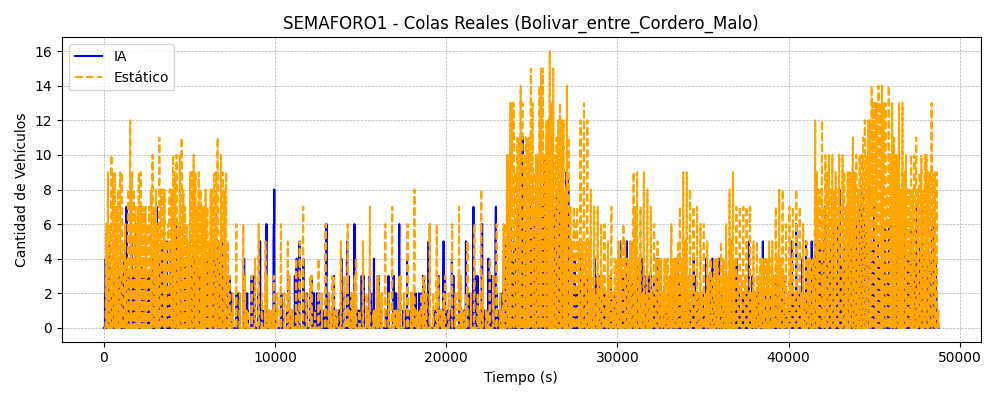 SEMAFORO1 - Colas Reales (Bolivar_entre_Cordero_Malo)
IA
Estático
Cantidad de Vehículos
16
14
12
10
8
6
4
2
0
0 10000 20000 30000 40000 50000
Tiempo (s)